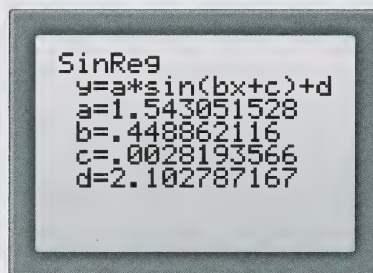 SinReg
y=a*sin(bx+c)+d
a=1.543051528
b=.448862116
c=.0028193566
d=2.102787167